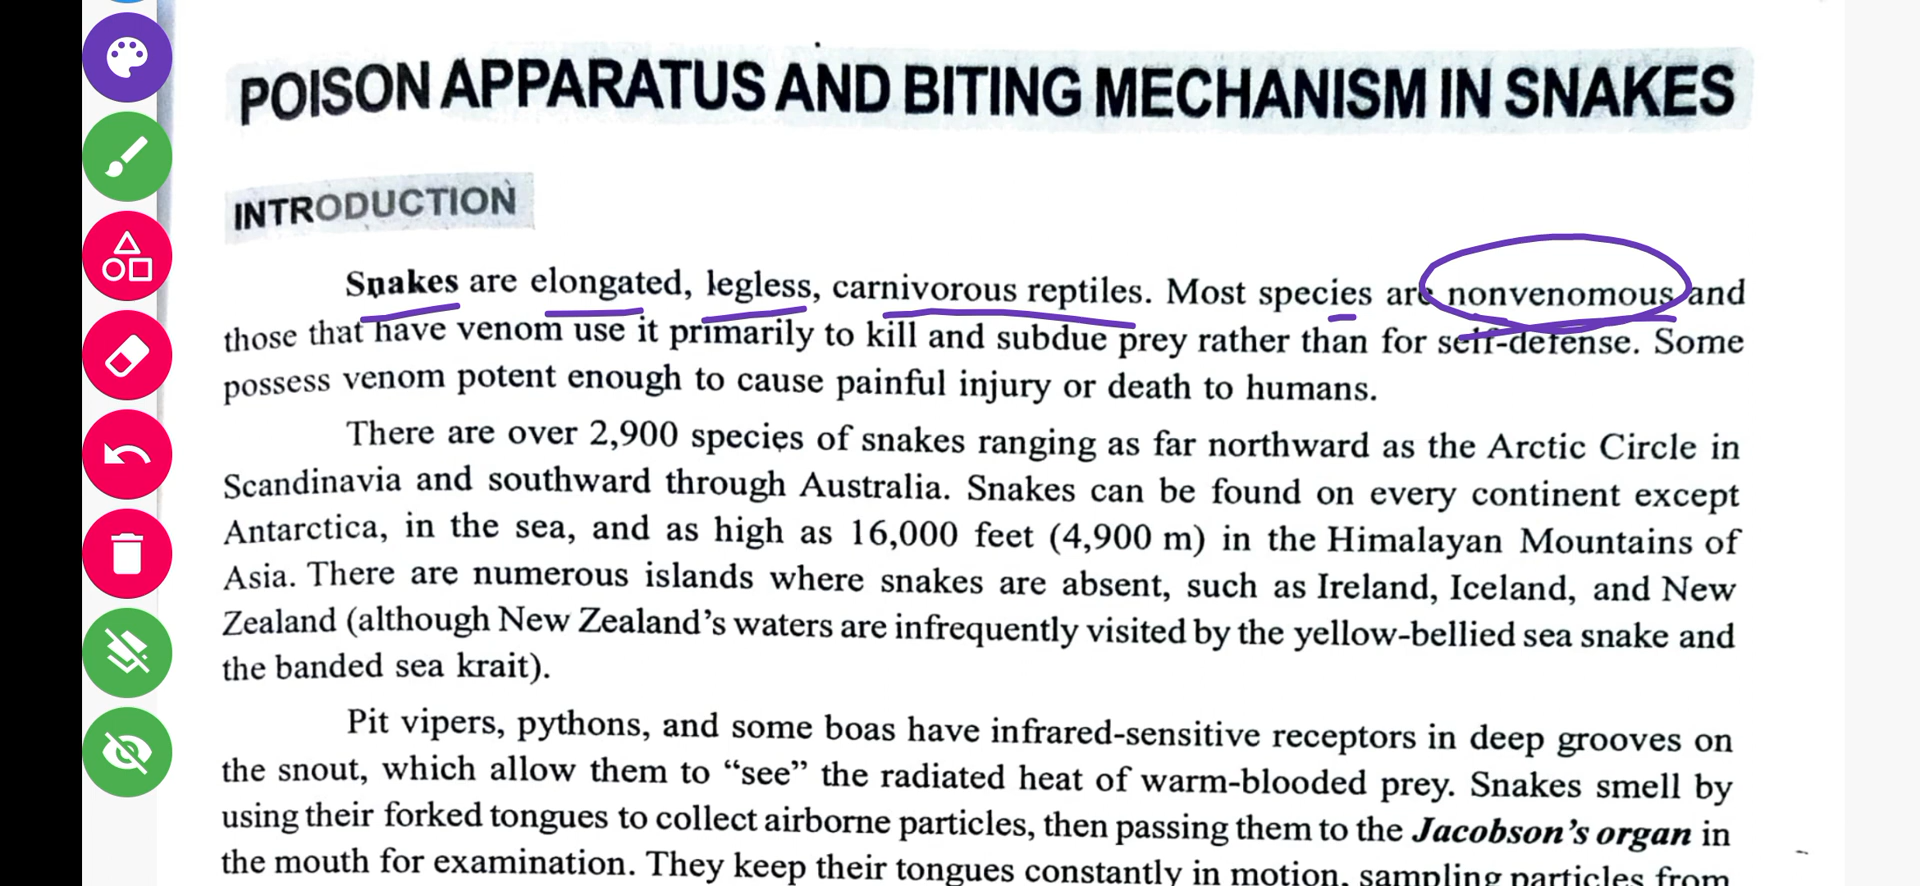 POISON APPARATUS AND BITING MECHANISM IN SNAKES
INTRODUCTION
Snakes are elongated, legless, carnivorous reptiles. Most species are nonvenomous and
those that have venom use it primarily to kill and subdue prey rather than for self-defense. Some
possess venom potent enough to cause painful injury or death to humans.
There are over 2,900 species of snakes ranging as far northward as the Arctic Circle in
Scandinavia and southward through Australia. Snakes can be found on every continent except
Antarctica, in the sea, and as high as 16,000 feet (4,900 m) in the Himalayan Mountains of
Asia. There are numerous islands where snakes are absent, such as Ireland, Iceland, and New
Zealand (although New Zealand's waters are infrequently visited by the yellow-bellied sea snake and
the banded sea krait).
Pit vipers, pythons, and some boas have infrared-sensitive receptors in deep grooves on
the snout, which allow them to “see” the radiated heat of warm-blooded prey. Snakes smell by
using their forked tongues to collect airborne particles, then passing them to the Jacobson's organ in
the mouth for examination. They keep their tongues constantly in motion, sampling particles from